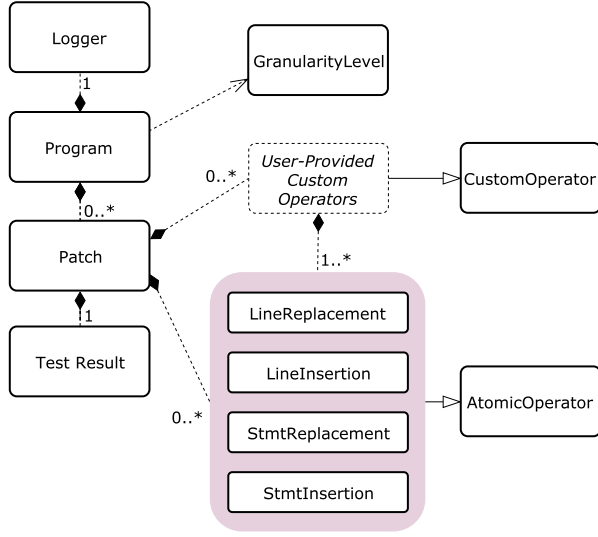 Logger
1
GranularityLevel
Program
0..*
User-Provided
Custom
Operators
0..*
CustomOperator
Patch
1..*
1
Test Result
LineReplacement
LineInsertion
StmtReplacement
StmtInsertion
0..*
AtomicOperator